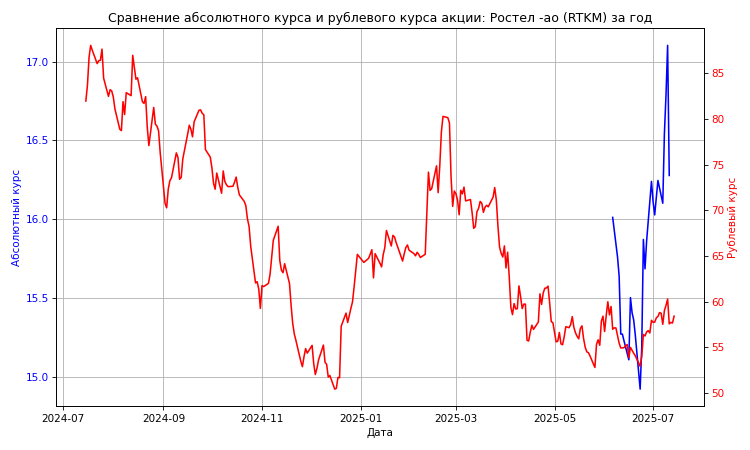 Сравнение абсолютного курса и рублевого курса акции: Ростел -ао (RTKM) за год
17.0
16.5
16.0
15.5
15.0
Абсолютный курс
85
80
75
70
65
60
55
50
Рублевый курс
2024-07 2024-09 2024-11 2025-01 2025-03 2025-05 2025-07
Дата